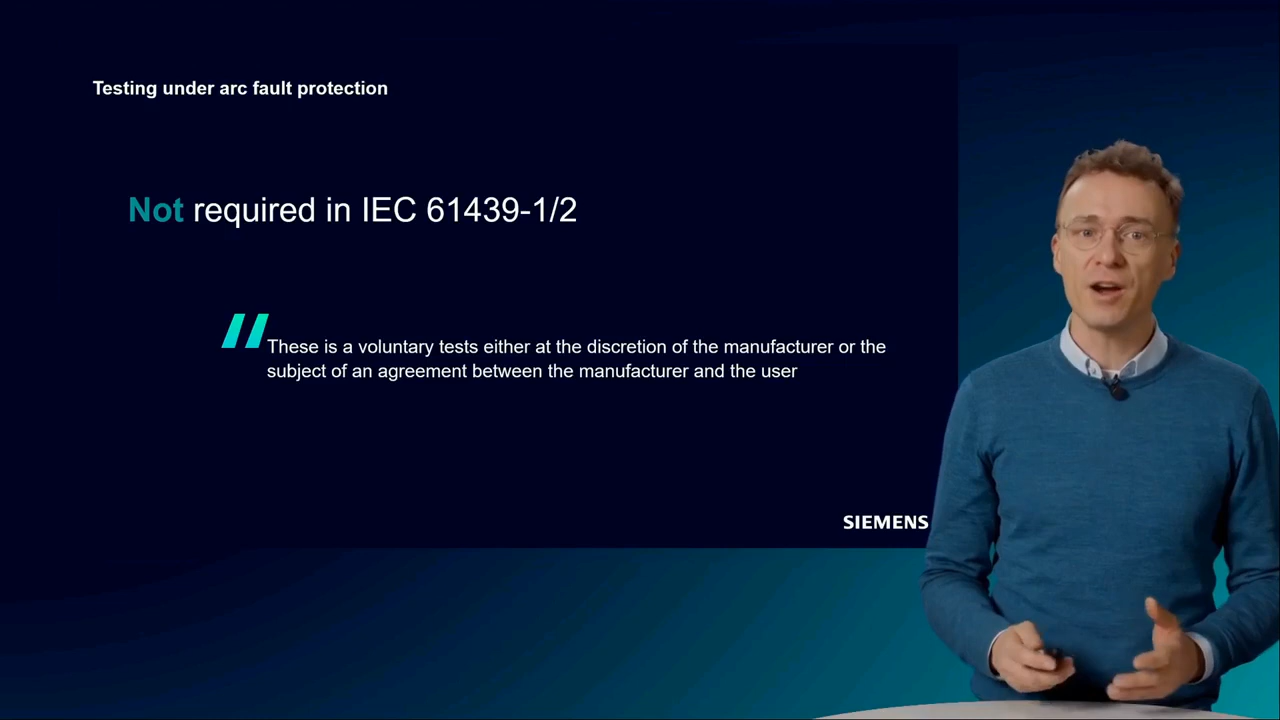 Testing under arc fault protection
Not required in IEC 61439-1/2
These is a voluntary tests either at the discretion of the manufacturer or the
subject of an agreement between the manufacturer and the user
SIEMENS